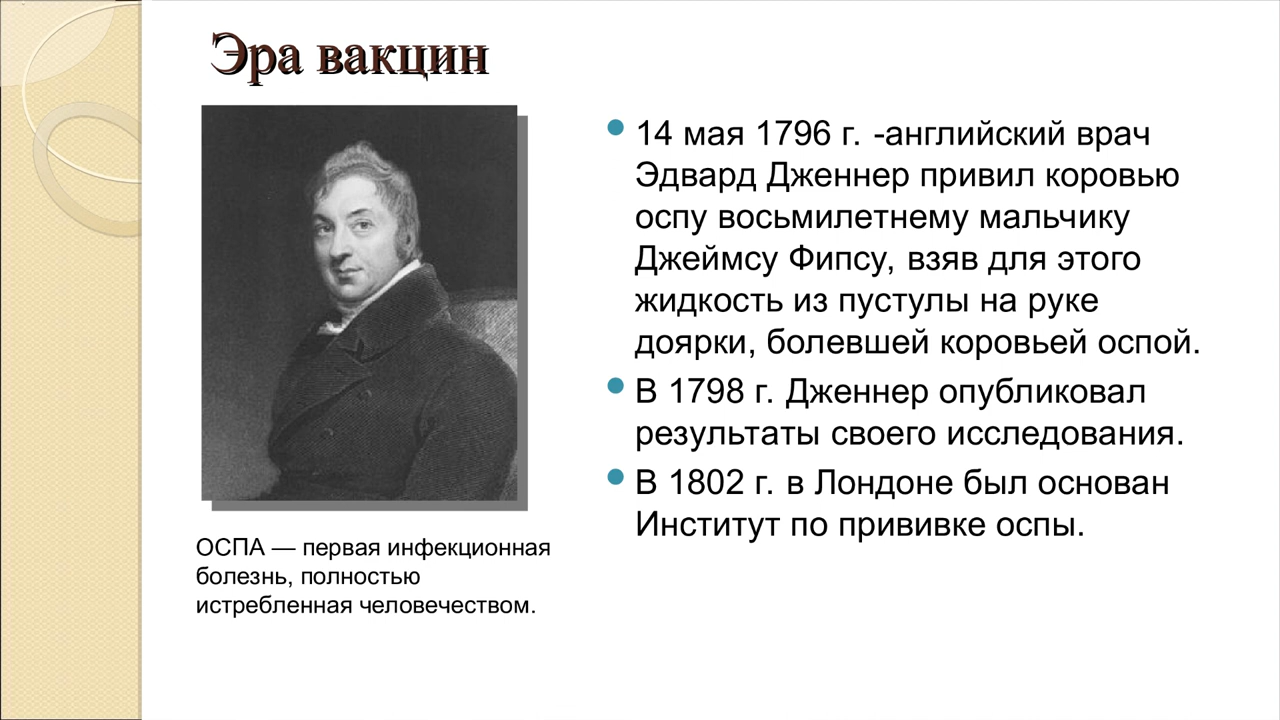 Эра вакцин
14 мая 1796 г. -английский врач
Эдвард Дженнер привил коровью
оспу восьмилетнему мальчику
Джеймсу Фипсу, взяв для этого
жидкость из пустулы на руке
доярки, болевшей коровьей оспой.
В 1798 г. Дженнер опубликовал
результаты своего исследования.
В 1802 г. в Лондоне был основан
Институт по прививке оспы.
ОСПА — первая инфекционная
болезнь, полностью
истребленная человечеством.